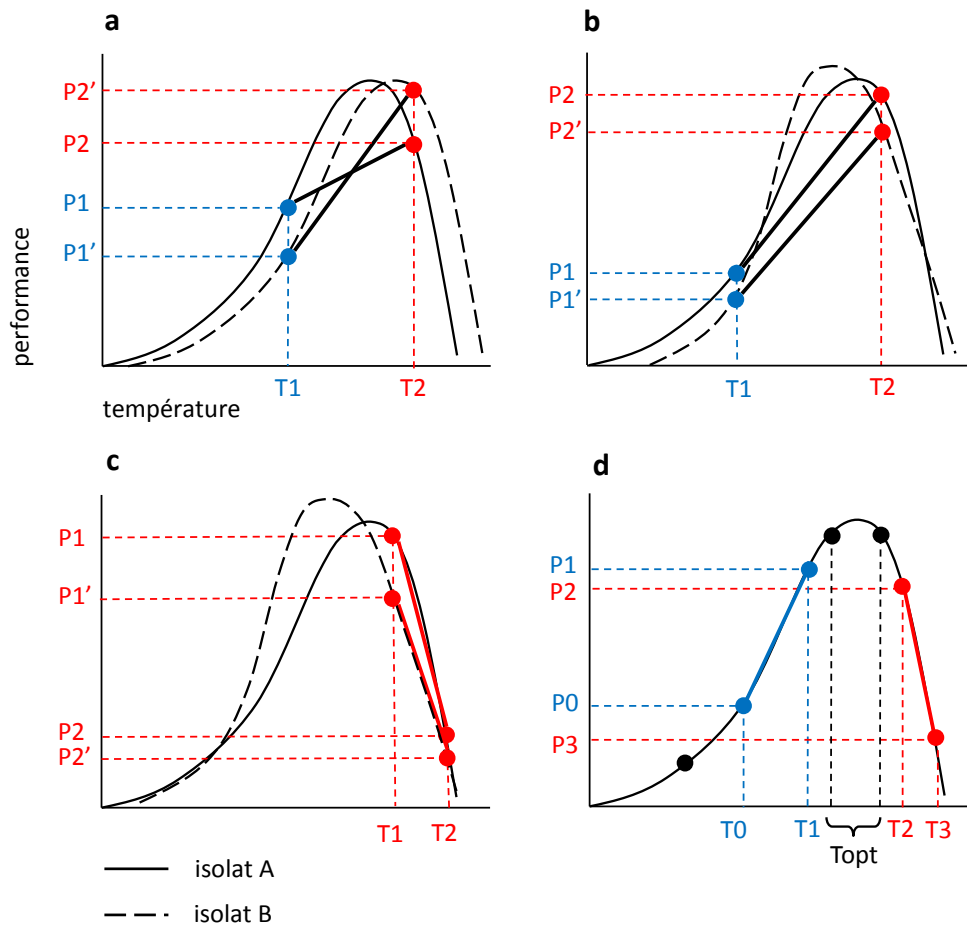 a
P2’
P2
P1
P1’
performance
T1
T2
température
b
P2
P2’
P1
P1’
T1
T2
c
P1
P1’
P2
P2’
T1
T2
d
P1
P2
P0
P3
T0
T1
T2
T3
Topt
isolat A
isolat B